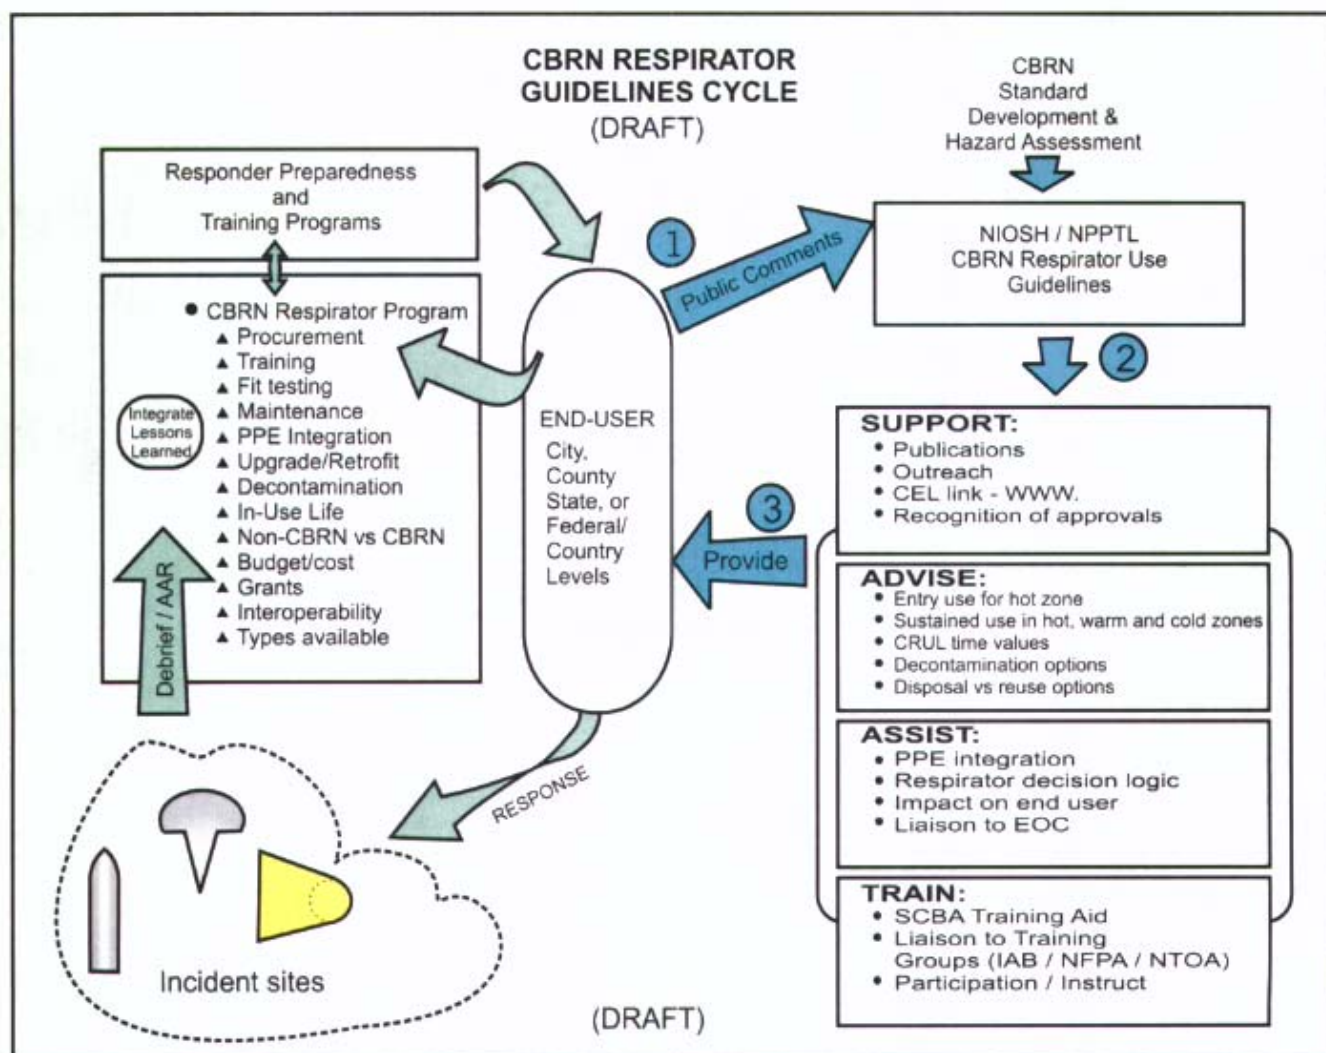 CBRN RESPIRATOR
GUIDELINES CYCLE
(DRAFT)
CBRN
Standard
Development &
Hazard Assessment
Responder Preparedness
and
Training Programs
1
Public Comments
NIOSH / NPPTL
CBRN Respirator Use
Guidelines
2
● CBRN Respirator Program
▲ Procurement
▲ Training
▲ Fit testing
▲ Maintenance
▲ PPE Integration
▲ Upgrade/Retrofit
▲ Decontamination
▲ In-Use Life
▲ Non-CBRN vs CBRN
▲ Budget/cost
▲ Grants
▲ Interoperability
▲ Types available
Integrate
Lessons
Learned
Debrief / AAR
END-USER
City,
County
State, or
Federal/
Country
Levels
3
Provide
SUPPORT:
• Publications
• Outreach
• CEL link - WWW.
• Recognition of approvals
ADVISE:
• Entry use for hot zone
• Sustained use in hot, warm and cold zones
• CRUL time values
• Decontamination options
• Disposal vs reuse options
ASSIST:
• PPE integration
• Respirator decision logic
• Impact on end user
• Liaison to EOC
TRAIN:
• SCBA Training Aid
• Liaison to Training
Groups (IAB / NFPA / NTOA)
• Participation / Instruct
RESPONSE
Incident sites
(DRAFT)